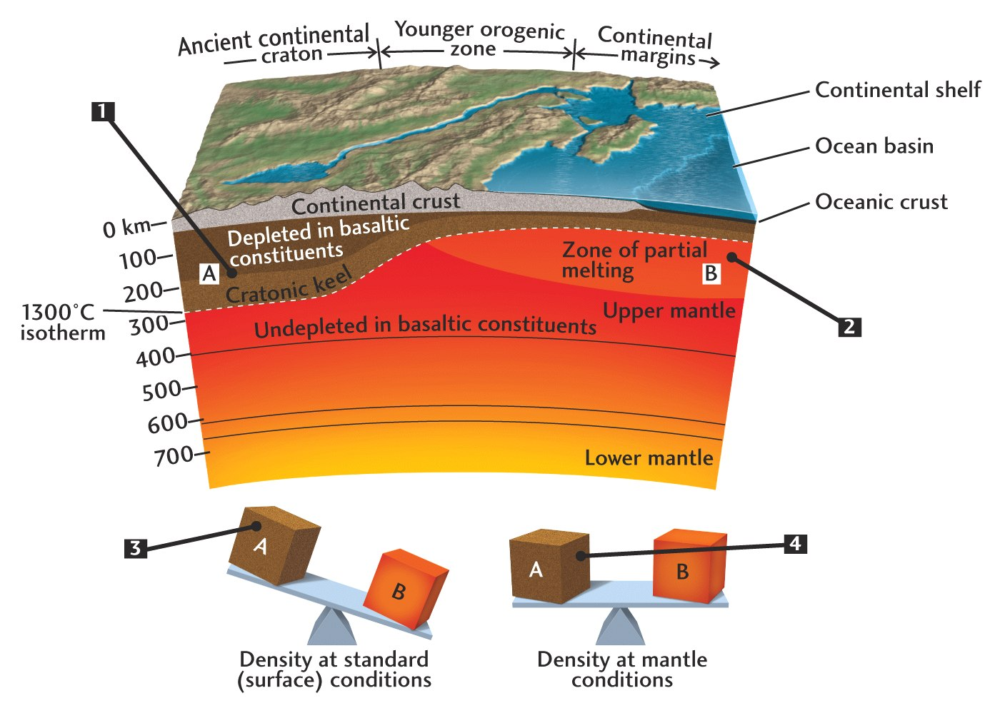 Ancient continental
craton
Younger orogenic
zone
Continental
margins
Continental shelf
Ocean basin
Oceanic crust
1
Continental crust
0 km
Depleted in basaltic
constituents
100
A
Zone of partial
melting
B
200
Cratonic keel
1300°C
isotherm
300
Upper mantle
2
Undepleted in basaltic constituents
400
500
600
700
Lower mantle
3
A
B
Density at standard
(surface) conditions
4
A
B
Density at mantle
conditions